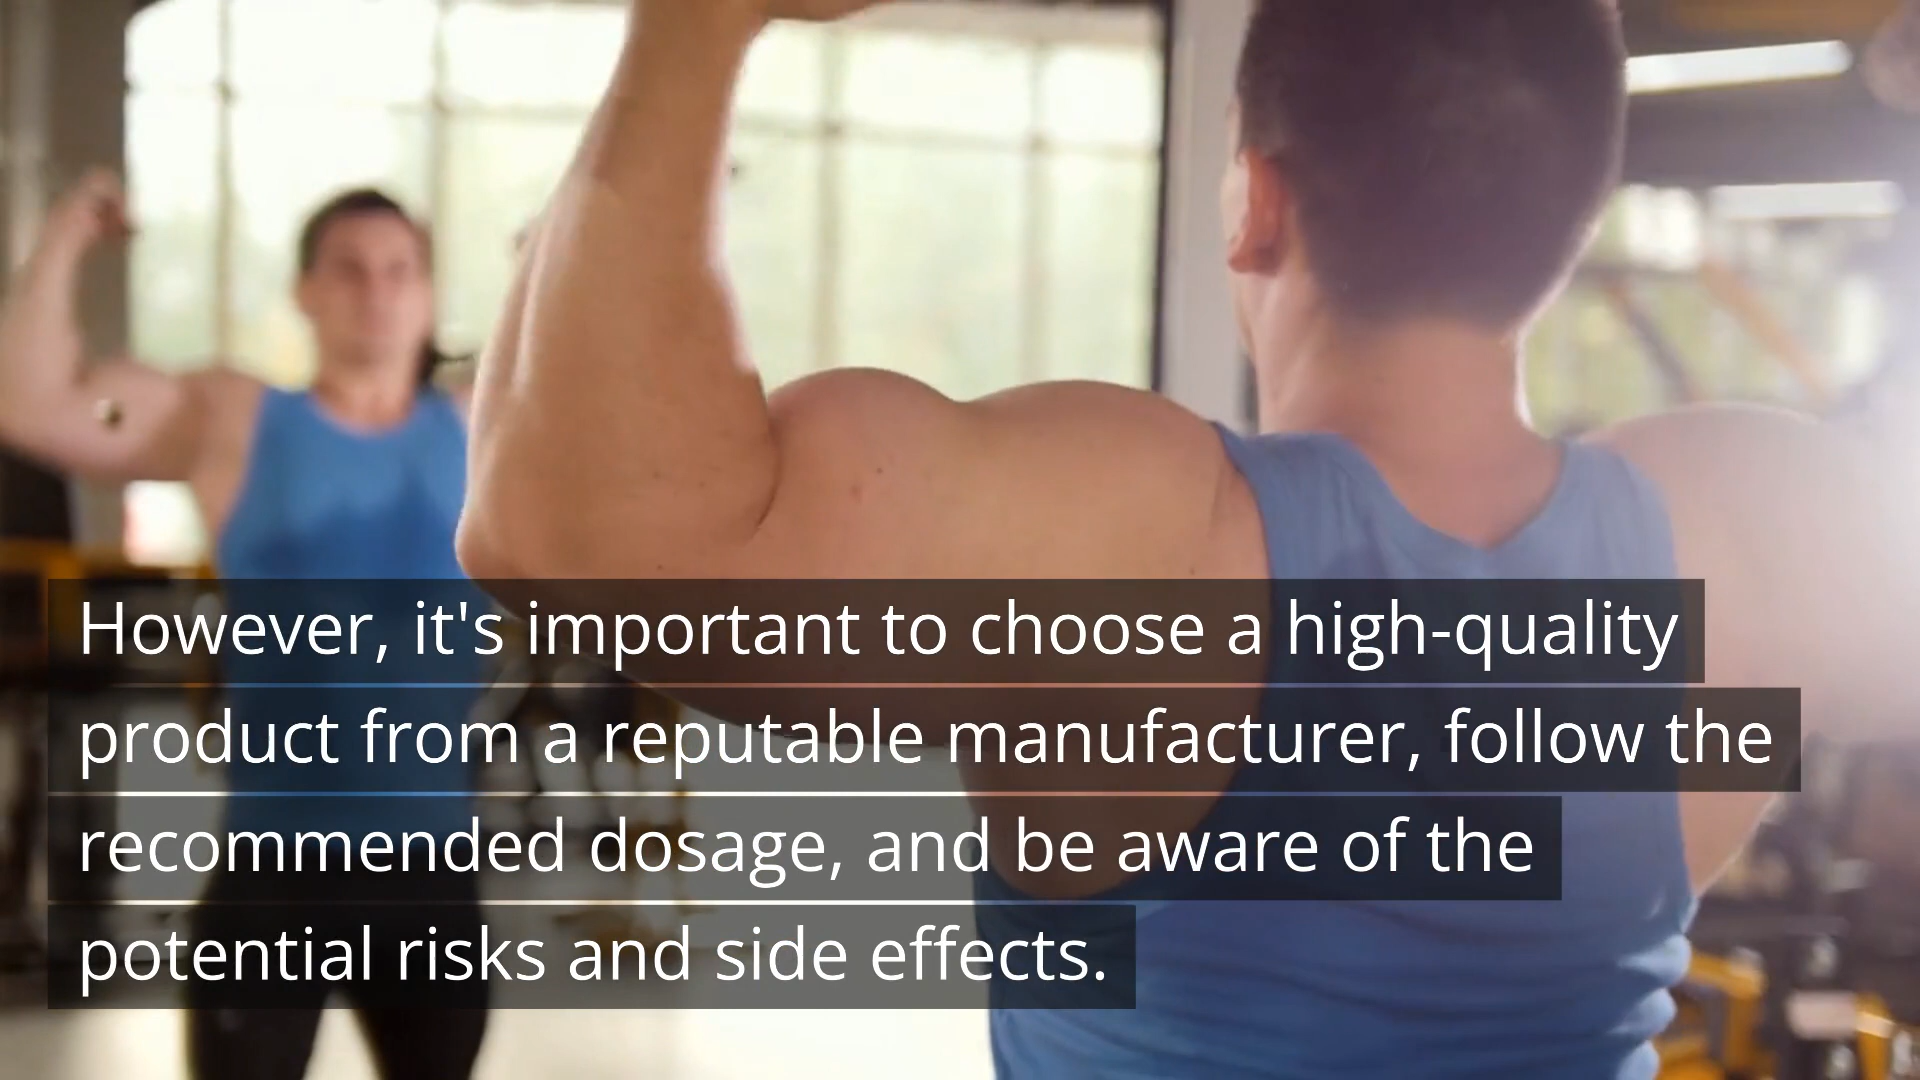 However, it's important to choose a high-quality
product from a reputable manufacturer, follow the
recommended dosage, and be aware of the
potential risks and side effects.